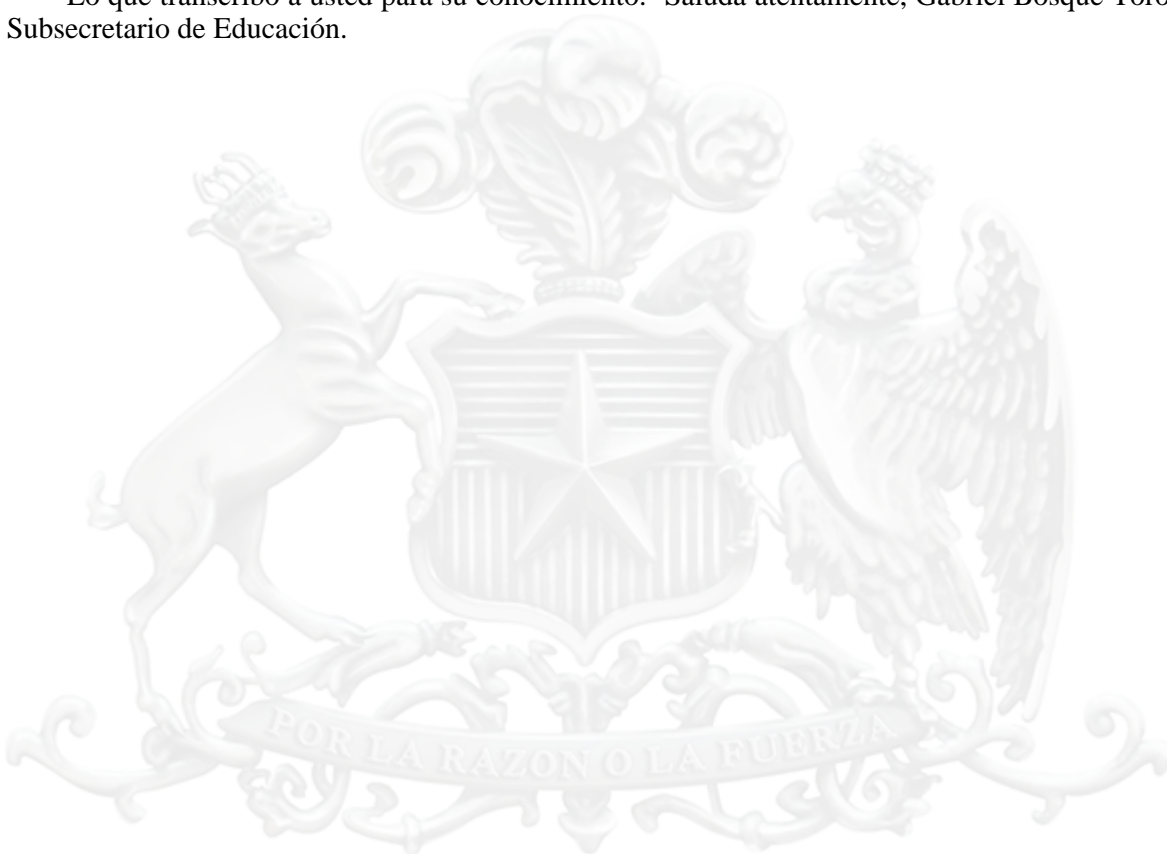 Lo que transcribo a usted para su conocimiento.- Saluda atentamente, Gabriel Bosque Toro,
Subsecretario de Educación.
POR LA RAZON O LA FUERZA